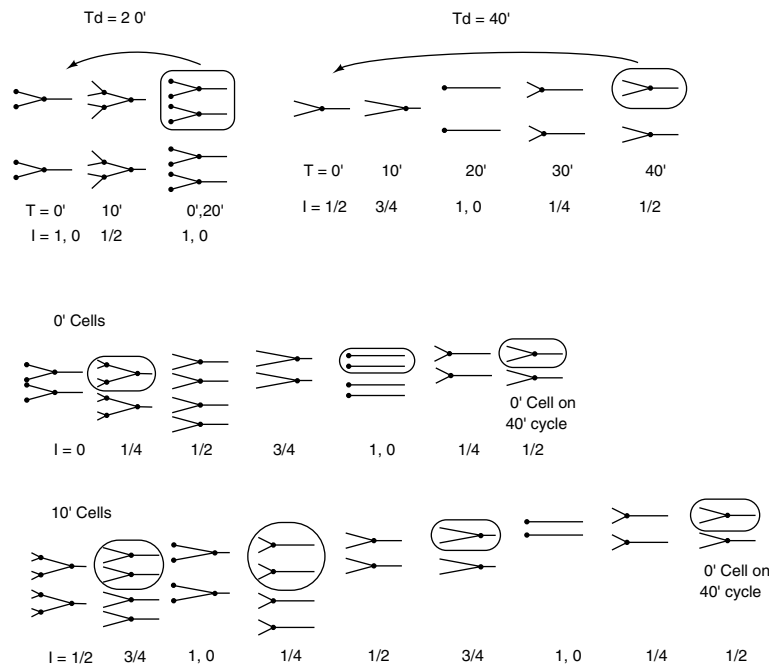 Td = 2 0'
Td = 40'
T = 0' 10' 0',20'
I = 1, 0 1/2 1, 0
T = 0' 10' 20' 30' 40'
I = 1/2 3/4 1, 0 1/4 1/2
0' Cells
0' Cell on
40' cycle
I = 0 1/4 1/2 3/4 1, 0 1/4 1/2
10' Cells
0' Cell on
40' cycle
I = 1/2 3/4 1, 0 1/4 1/2 3/4 1, 0 1/4 1/2